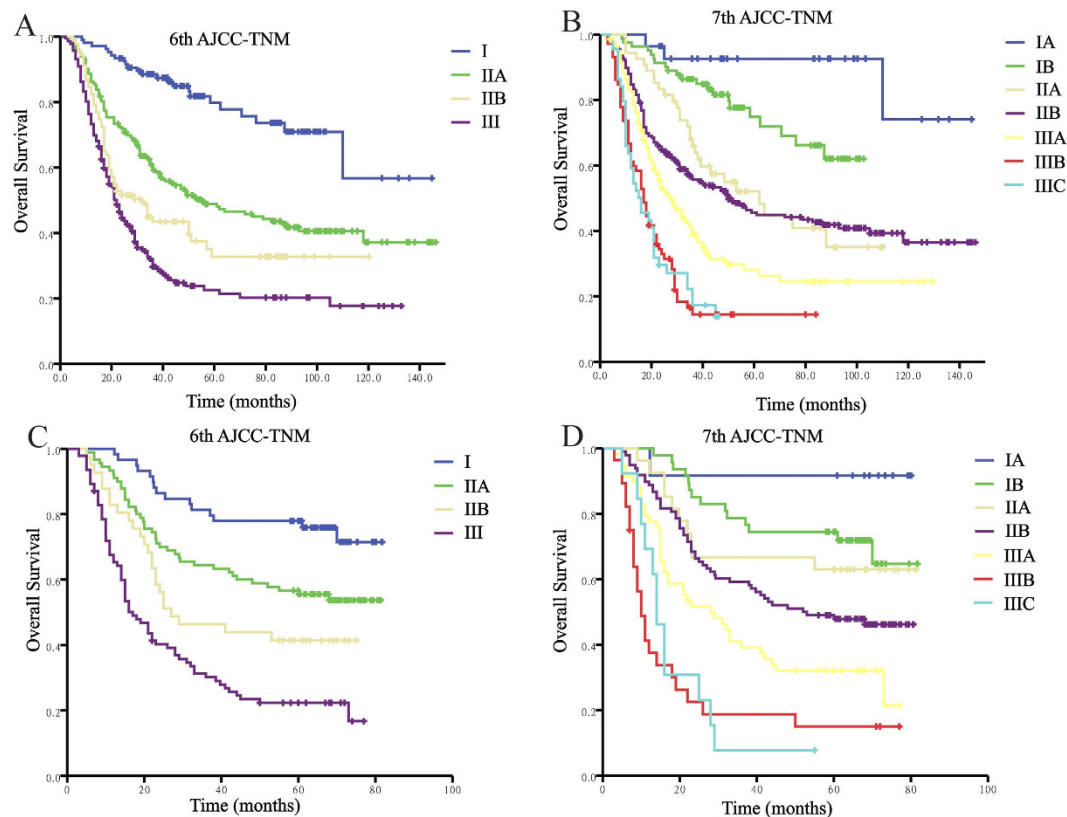 A
6th AJCC-TNM
I
IIA
IIB
III
Overall Survival
1.0
0.8
0.6
0.4
0.2
0.0
0.0 20.0 40.0 60.0 80.0 100.0 120.0 140.0
Time (months)
B
7th AJCC-TNM
IA
IB
IIA
IIB
IIIA
IIIB
IIIC
Overall Survival
1.0
0.8
0.6
0.4
0.2
0.0
0.0 20.0 40.0 60.0 80.0 100.0 120.0 140.0
Time (months)
C
6th AJCC-TNM
I
IIA
IIB
III
Overall Survival
1.0
0.8
0.6
0.4
0.2
0.0
0 20 40 60 80 100
Time (months)
D
7th AJCC-TNM
IA
IB
IIA
IIB
IIIA
IIIB
IIIC
Overall Survival
1.0
0.8
0.6
0.4
0.2
0.0
0 20 40 60 80 100
Time (months)